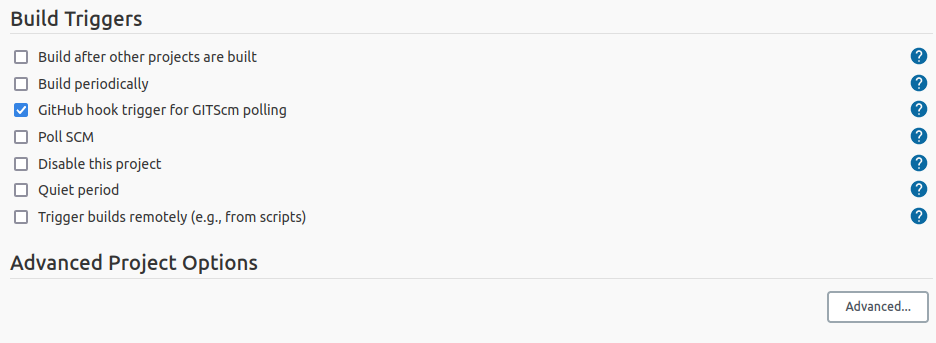 Build Triggers
Build after other projects are built
?
Build periodically
?
GitHub hook trigger for GITScm polling
?
Poll SCM
?
Disable this project
?
Quiet period
?
Trigger builds remotely (e.g., from scripts)
?
Advanced Project Options
Advanced...